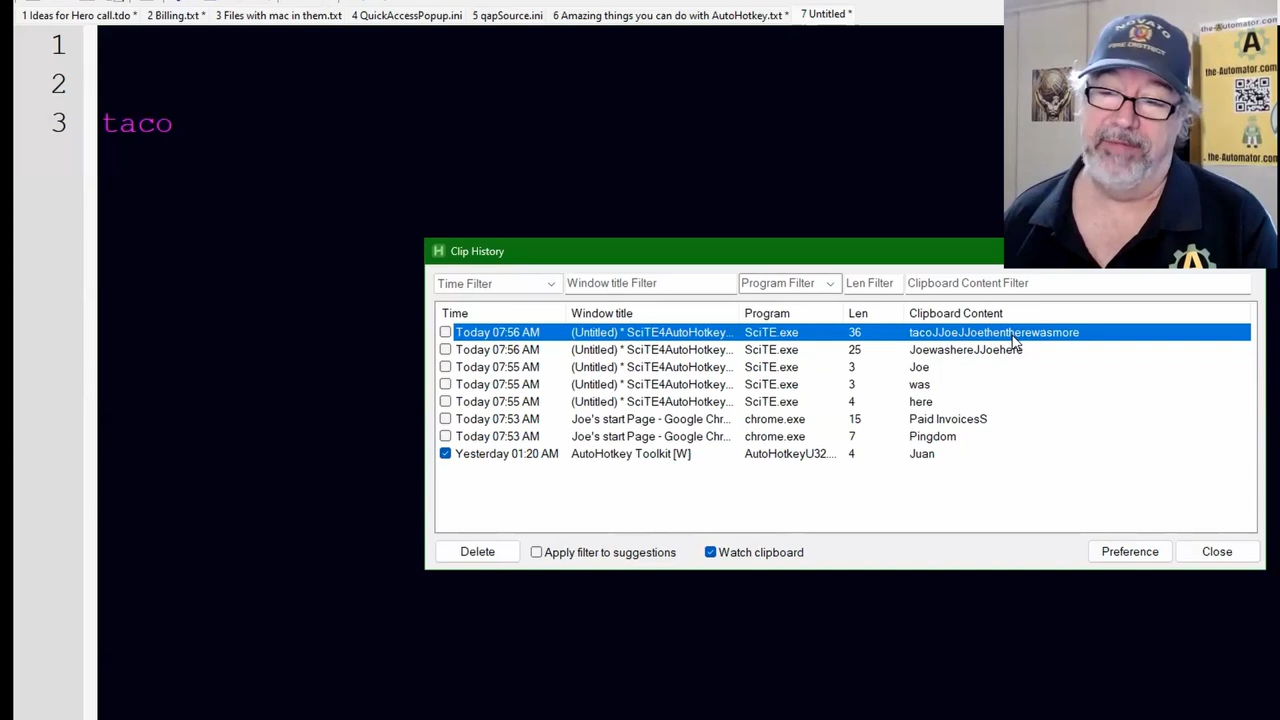 1 Ideas for Hero call.tdo * 2 Billing.txt * 3 Files with mac in them.txt 4 QuickAccessPopup.ini 5 qapSource.ini 6 Amazing things you can do with AutoHotkey.txt * 7 Untitled *
1
2
3 taco
NOVATO
FIRE DISTRICT
the-Automator.com
A
the-Automator.com
the-Automator.com
Clip History
Time Filter Window title Filter Program Filter Len Filter Clipboard Content Filter
Time Window title Program Len Clipboard Content
Today 07:56 AM (Untitled) * SciTE4AutoHotkey... SciTE.exe 36 tacoJJoeJJoethentherewasmore
Today 07:56 AM (Untitled) * SciTE4AutoHotkey... SciTE.exe 25 JoewashereJJoehere
Today 07:55 AM (Untitled) * SciTE4AutoHotkey... SciTE.exe 3 Joe
Today 07:55 AM (Untitled) * SciTE4AutoHotkey... SciTE.exe 3 was
Today 07:55 AM (Untitled) * SciTE4AutoHotkey... SciTE.exe 4 here
Today 07:53 AM Joe's start Page - Google Chr... chrome.exe 15 Paid InvoicesS
Today 07:53 AM Joe's start Page - Google Chr... chrome.exe 7 Pingdom
Yesterday 01:20 AM AutoHotkey Toolkit [W] AutoHotkeyU32.... 4 Juan
Delete Apply filter to suggestions Watch clipboard Preference Close